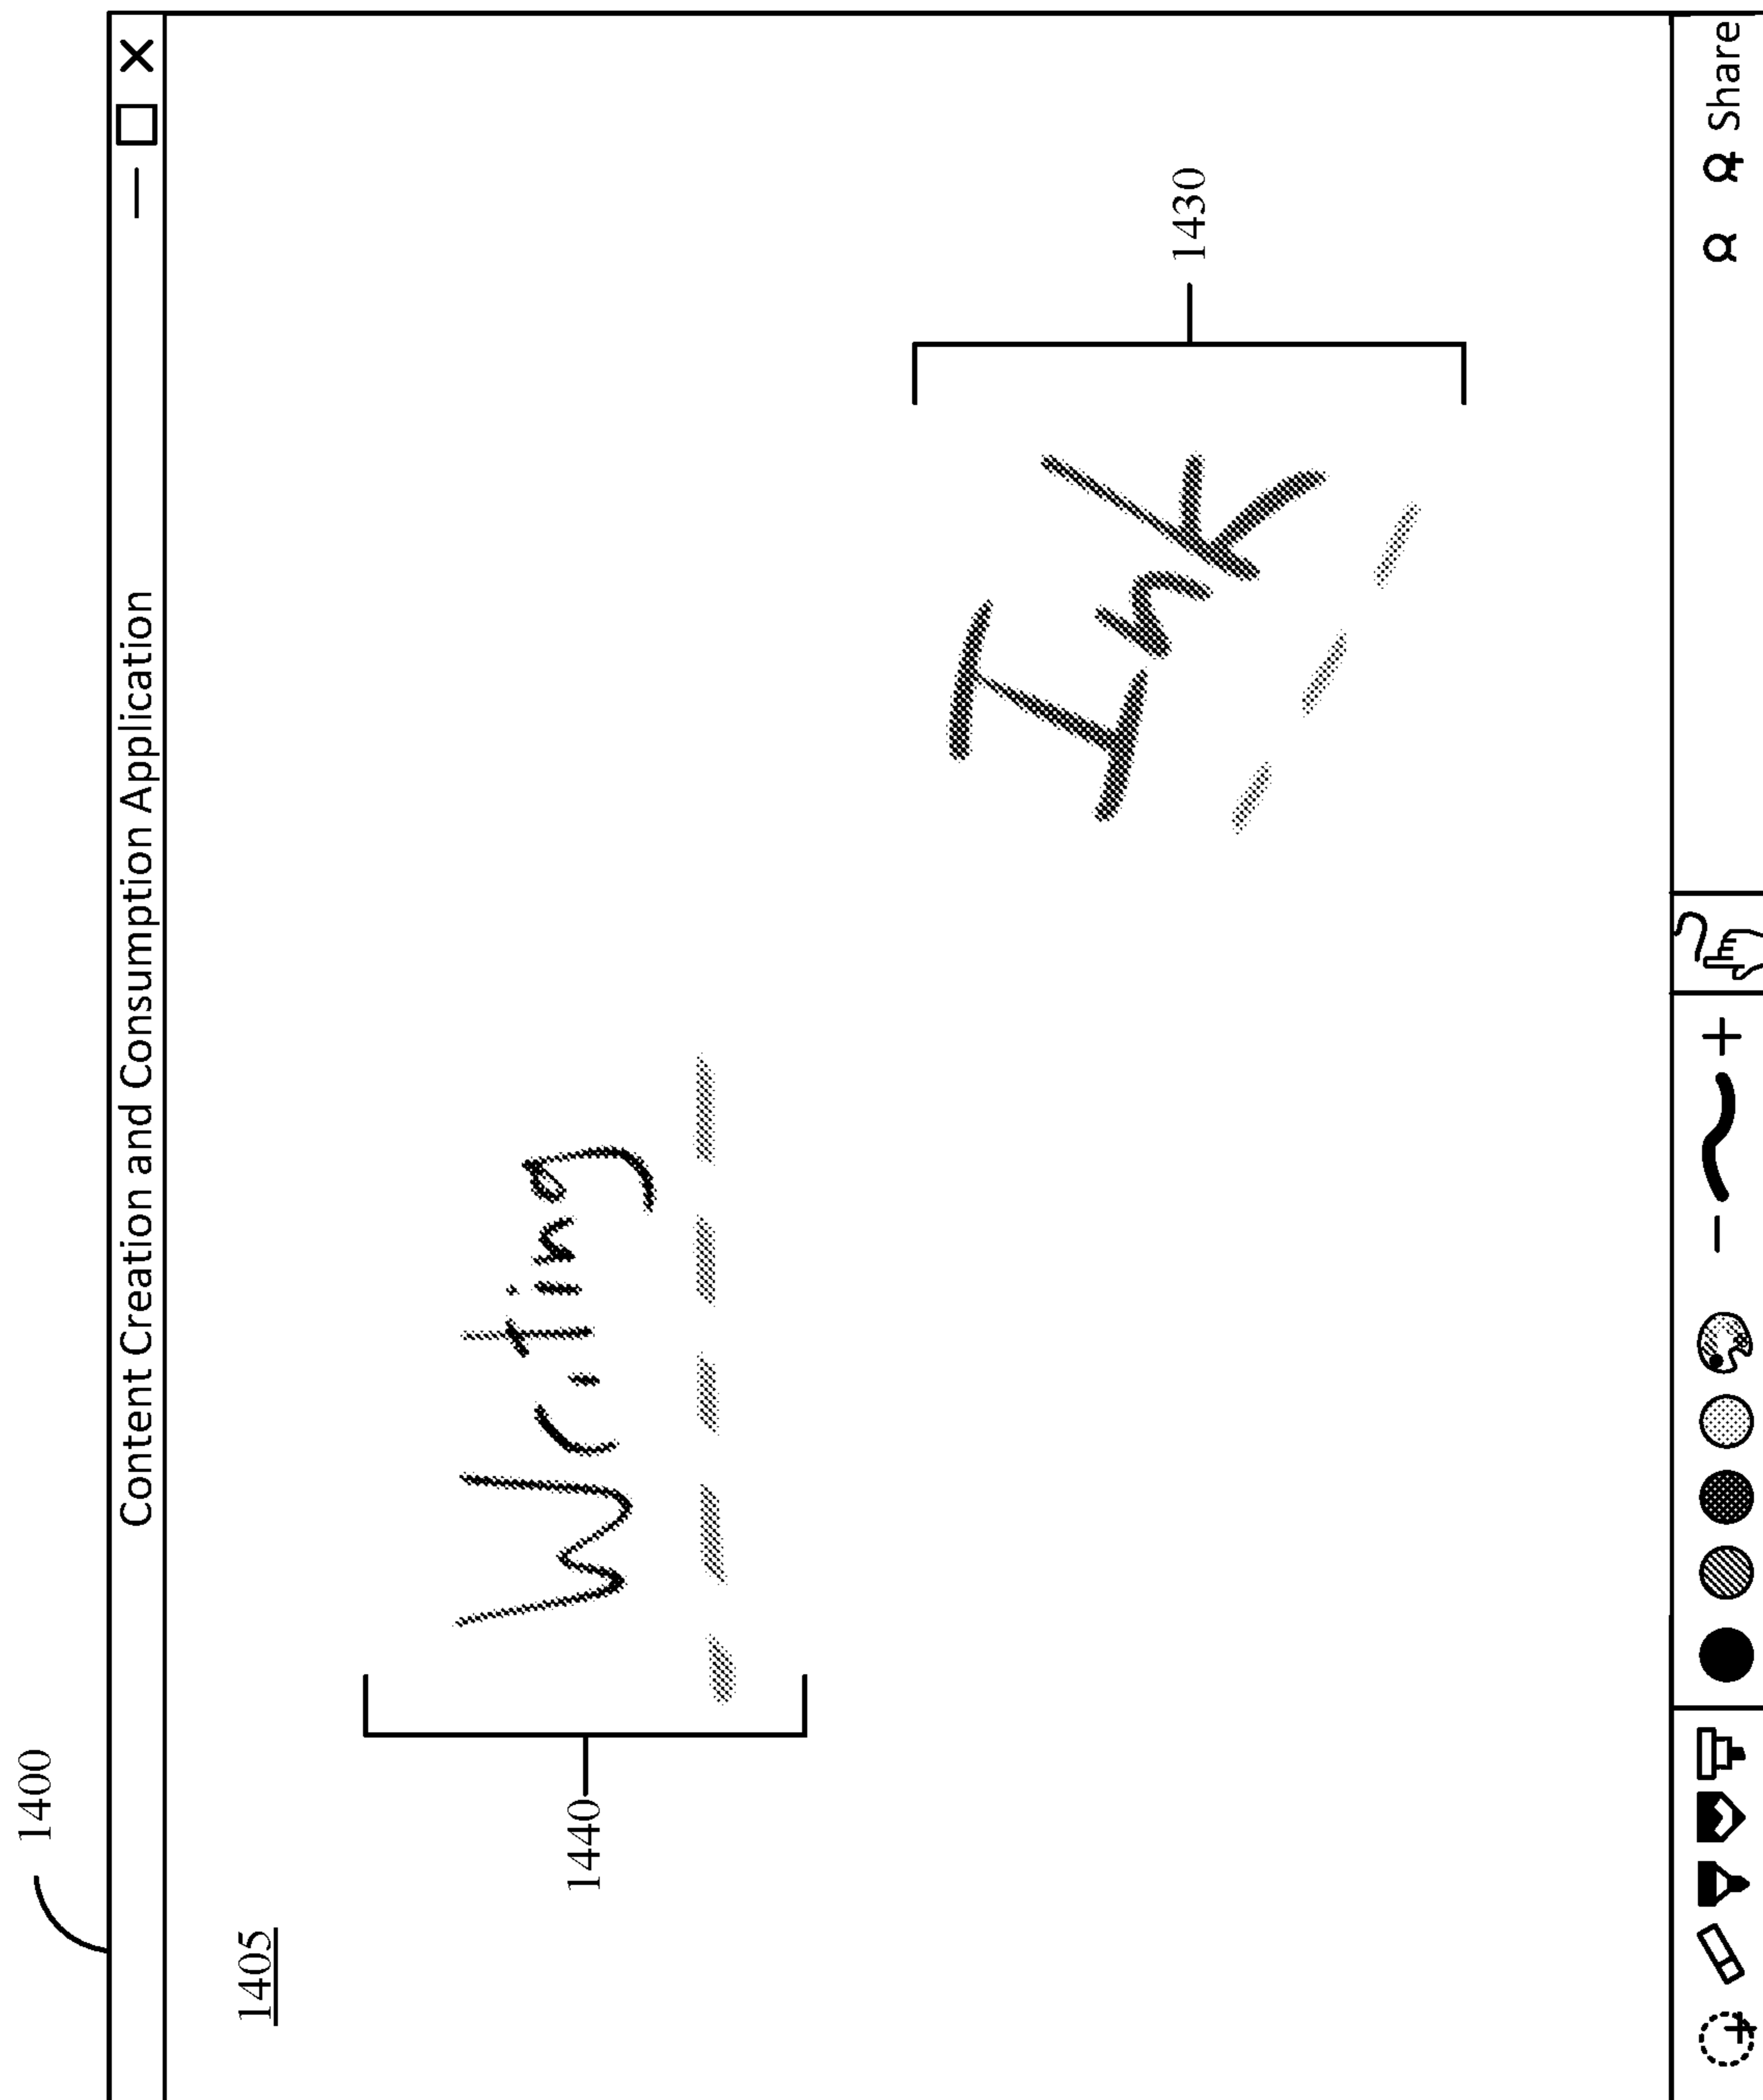 1400
Content Creation and Consumption Application
1405
1440
Writing
Ink
1430
Share